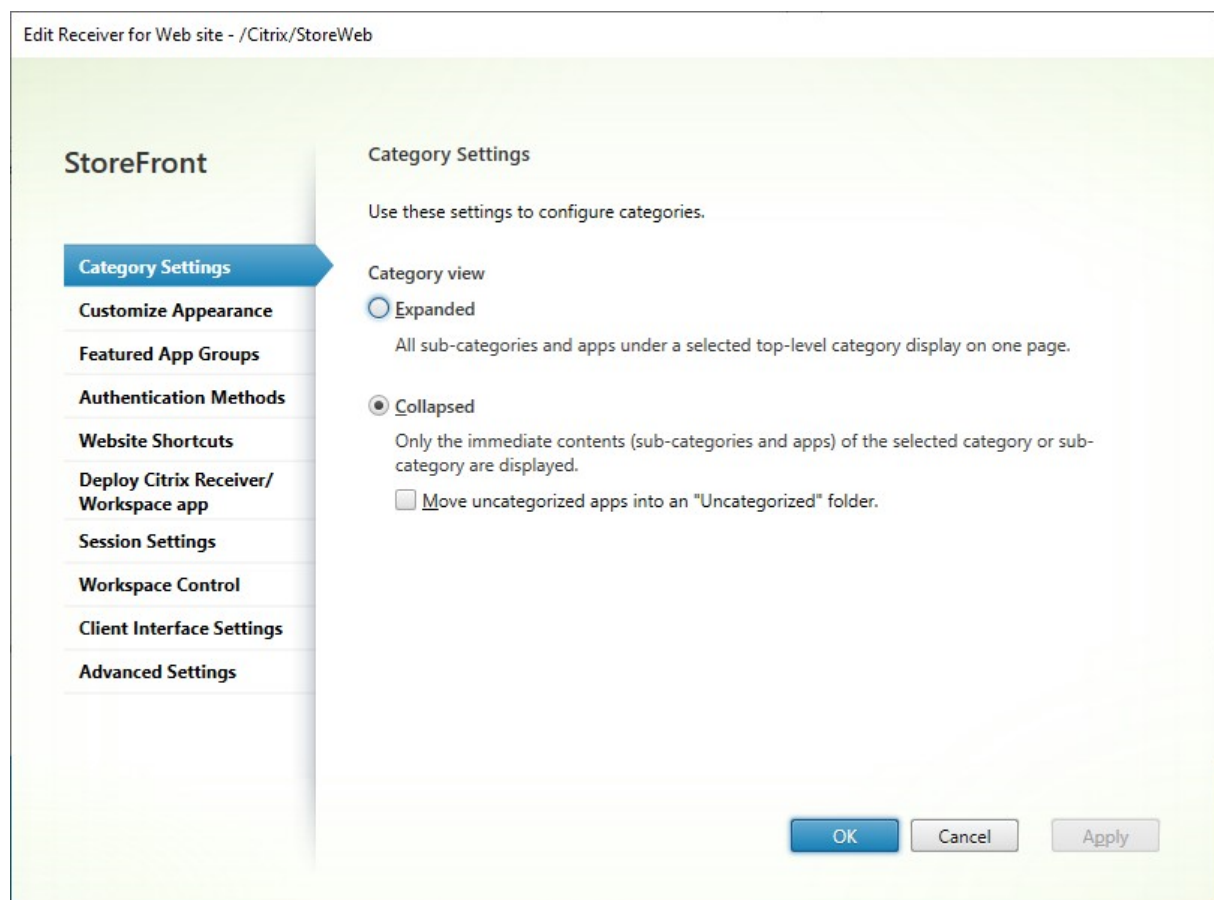 Edit Receiver for Web site - /Citrix/StoreWeb
StoreFront
Category Settings
Customize Appearance
Featured App Groups
Authentication Methods
Website Shortcuts
Deploy Citrix Receiver/
Workspace app
Session Settings
Workspace Control
Client Interface Settings
Advanced Settings
Category Settings
Use these settings to configure categories.
Category view
Expanded
All sub-categories and apps under a selected top-level category display on one page.
Collapsed
Only the immediate contents (sub-categories and apps) of the selected category or sub-
category are displayed.
Move uncategorized apps into an "Uncategorized" folder.
OK
Cancel
Apply